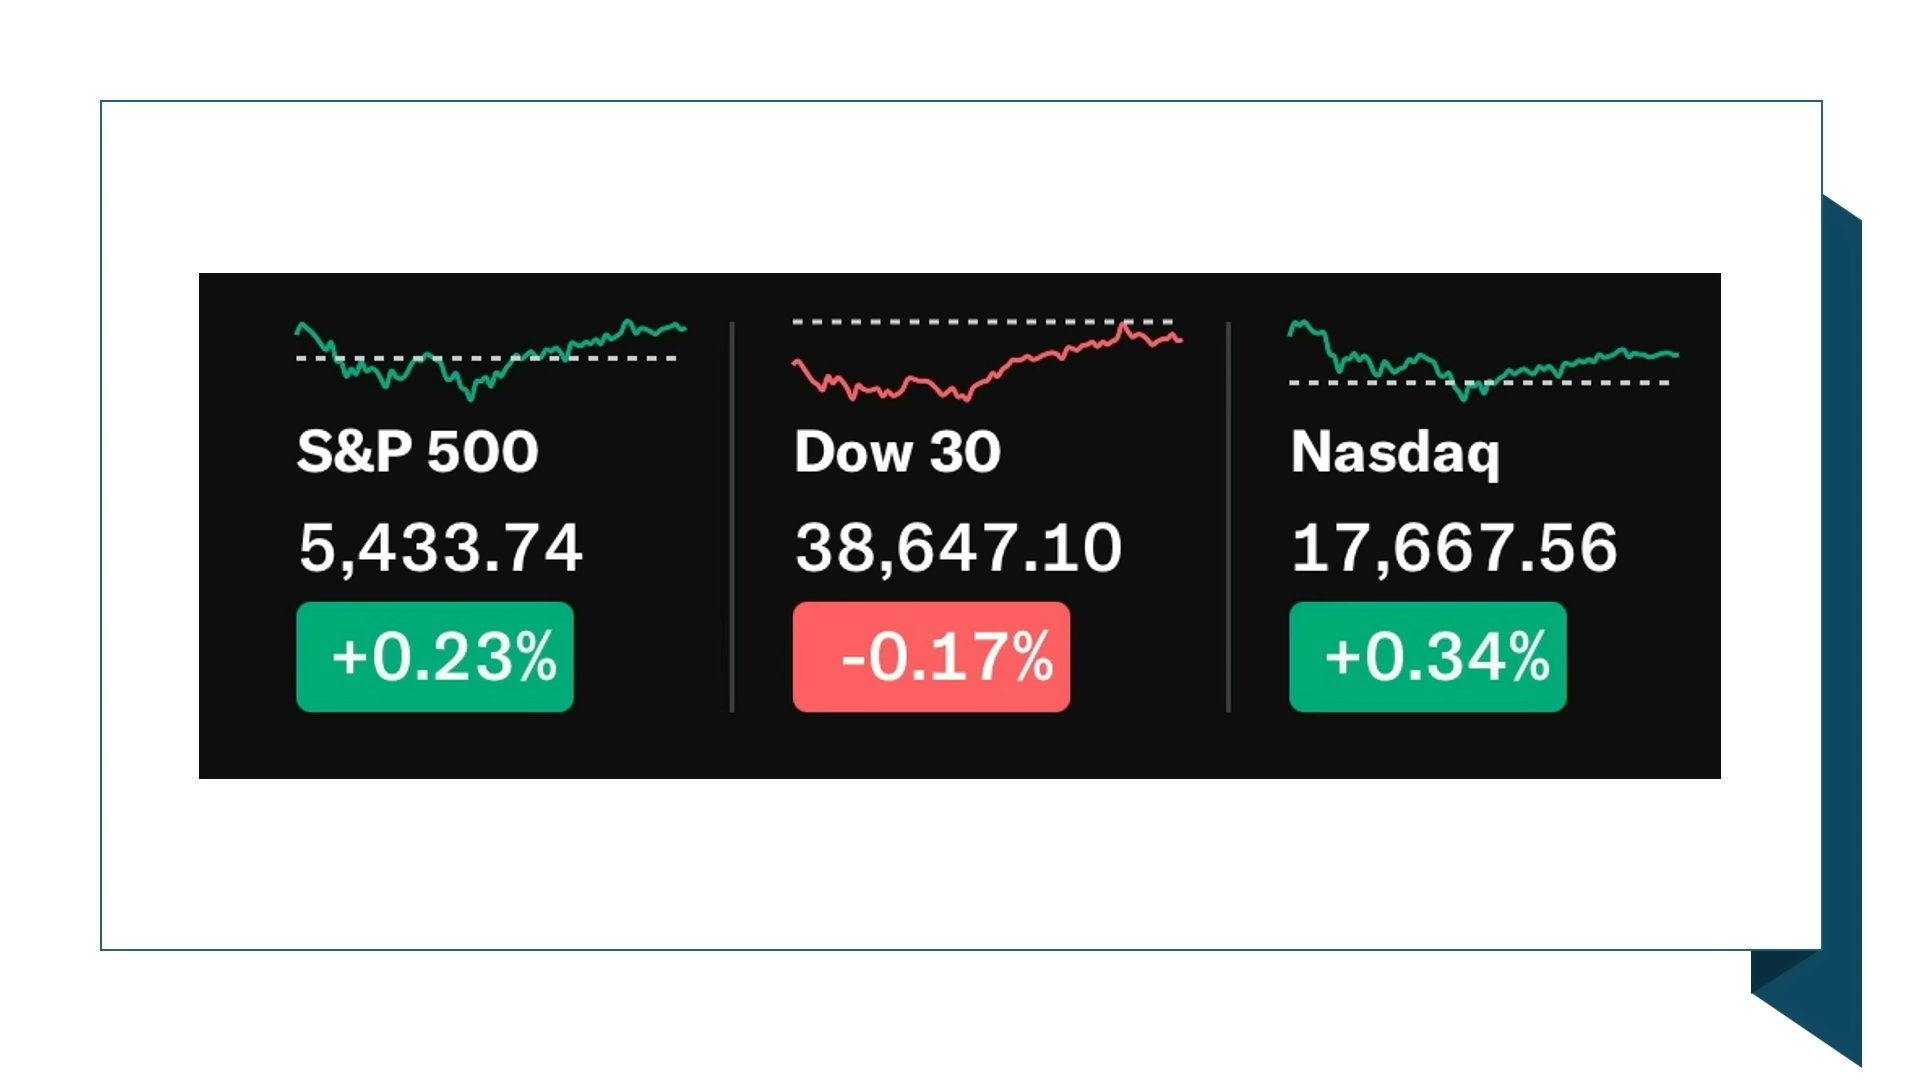 S&P 500
5,433.74
+0.23%
Dow 30
38,647.10
-0.17%
Nasdaq
17,667.56
+0.34%